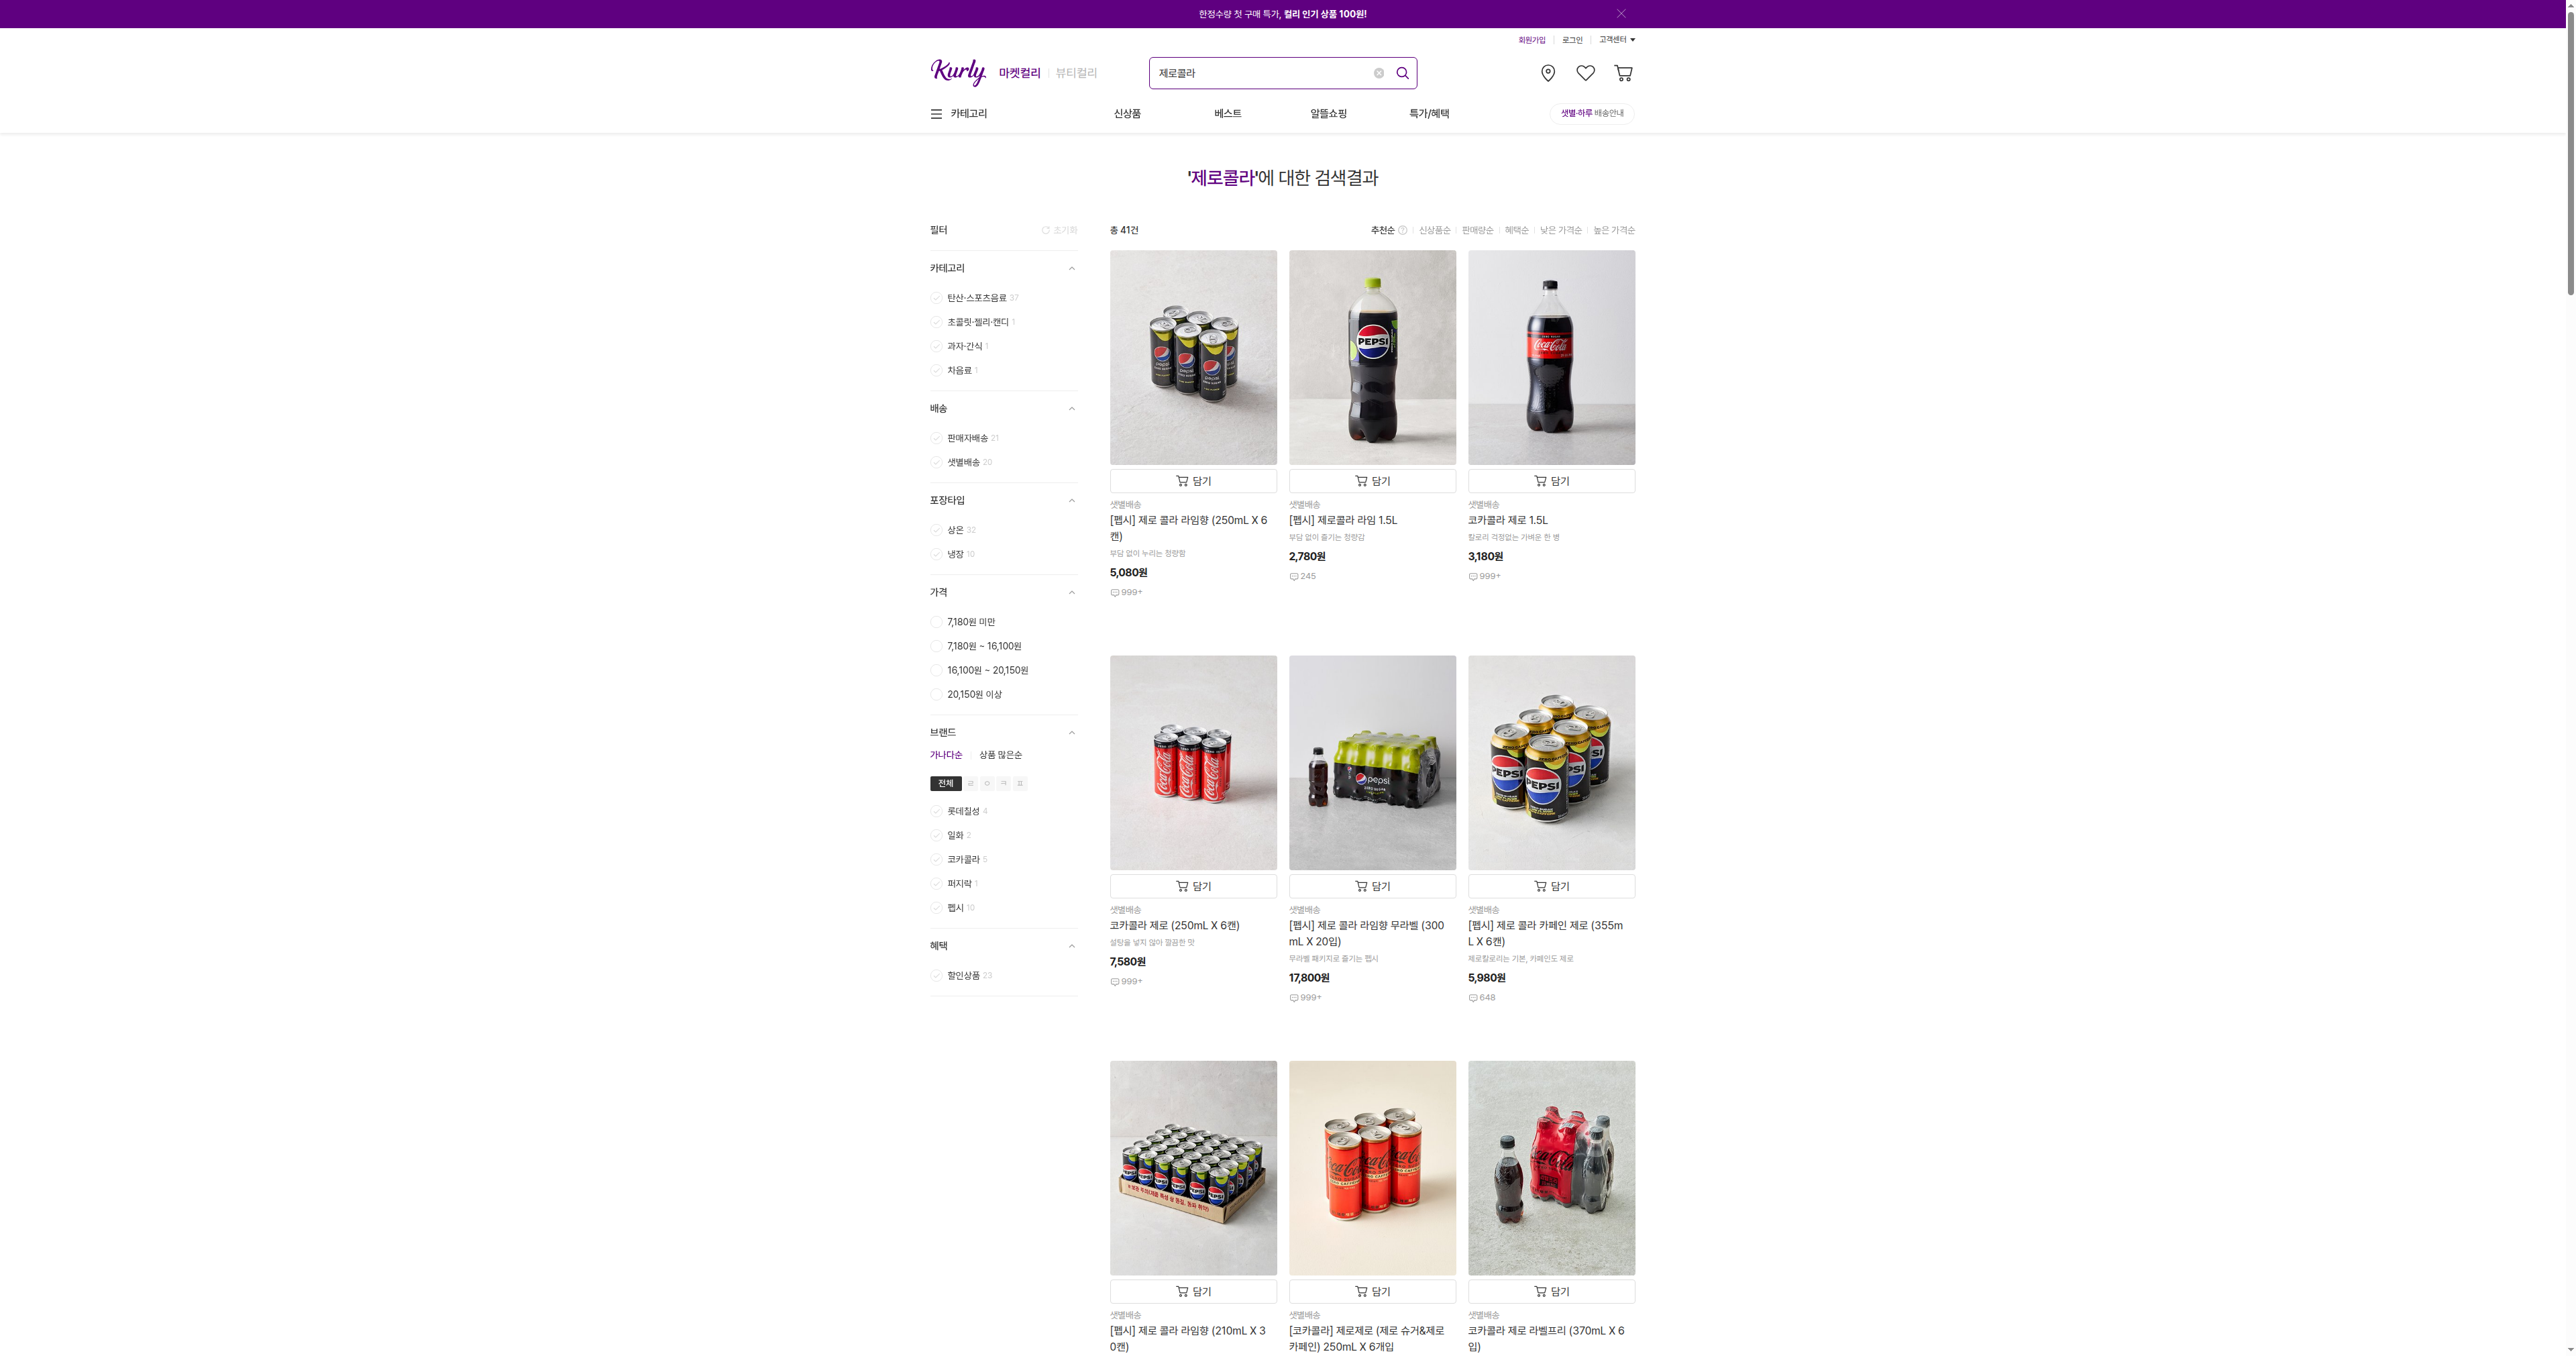 한정수량 첫 구매 특가, 컬리 인기 상품 100원!
회원가입 로그인 고객센터
Kurly 마켓컬리 뷰티컬리
제로콜라
카테고리 신상품 베스트 알뜰쇼핑 특가/혜택 샛별·하루 배송안내
'제로콜라'에 대한 검색결과
필터 초기화
카테고리
탄산·스포츠음료 37
초콜릿·젤리·캔디 1
과자·간식 1
차음료 1
배송
판매자배송 21
샛별배송 20
포장타입
상온 32
냉장 10
가격
7,180원 미만
7,180원 ~ 16,100원
16,100원 ~ 20,150원
20,150원 이상
브랜드
가나다순 상품 많은순
전체 ㄹ ㅇ ㅋ ㅍ
롯데칠성 4
일화 2
코카콜라 5
퍼지락 1
펩시 10
혜택
할인상품 23
총 41건 추천순 신상품순 판매량순 혜택순 낮은 가격순 높은 가격순
PEPSI
Coca-Cola
담기
샛별배송
[펩시] 제로 콜라 라임향 (250mL X 6
캔)
부담 없이 누리는 청량함
5,080원
999+
담기
샛별배송
[펩시] 제로콜라 라임 1.5L
부담 없이 즐기는 청량감
2,780원
245
담기
샛별배송
코카콜라 제로 1.5L
칼로리 걱정없는 가벼운 한 병
3,180원
999+
Coca-Cola
pepsi
PEPSI
담기
샛별배송
코카콜라 제로 (250mL X 6캔)
설탕을 넣지 않아 깔끔한 맛
7,580원
999+
담기
샛별배송
[펩시] 제로 콜라 라임향 무라벨 (300
mL X 20입)
무라벨 패키지로 즐기는 펩시
17,800원
999+
담기
샛별배송
[펩시] 제로 콜라 카페인 제로 (355m
L X 6캔)
제로칼로리는 기본, 카페인도 제로
5,980원
648
PEPSI
Coca-Cola
담기
샛별배송
[펩시] 제로 콜라 라임향 (210mL X 3
0캔)
담기
샛별배송
[코카콜라] 제로제로 (제로 슈거&제로
카페인) 250mL X 6개입
담기
샛별배송
코카콜라 제로 라벨프리 (370mL X 6
입)